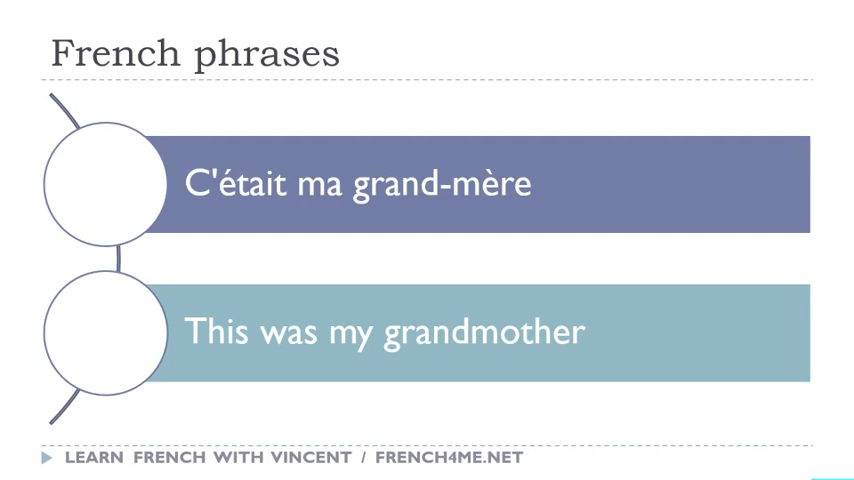 French phrases
C'était ma grand-mère
This was my grandmother
LEARN FRENCH WITH VINCENT / FRENCH4ME.NET